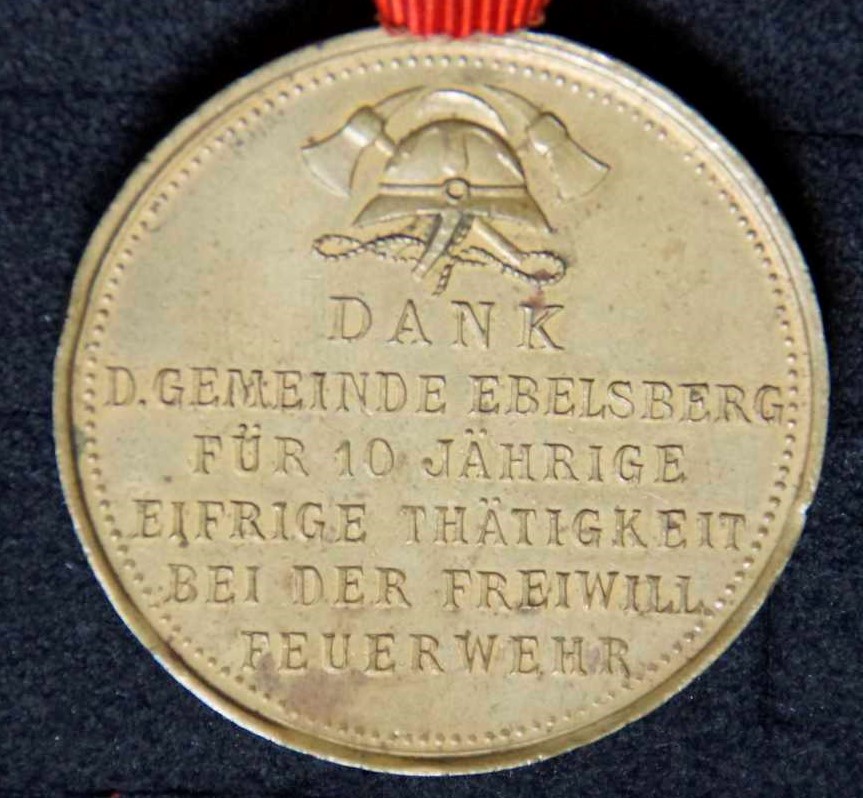 DANK
D. GEMEINDE EBELSBERG
FÜR 10 JÄHRIGE
EIFRIGE THÄTIGKEIT
BEI DER FREIWILL.
FEUERWEHR